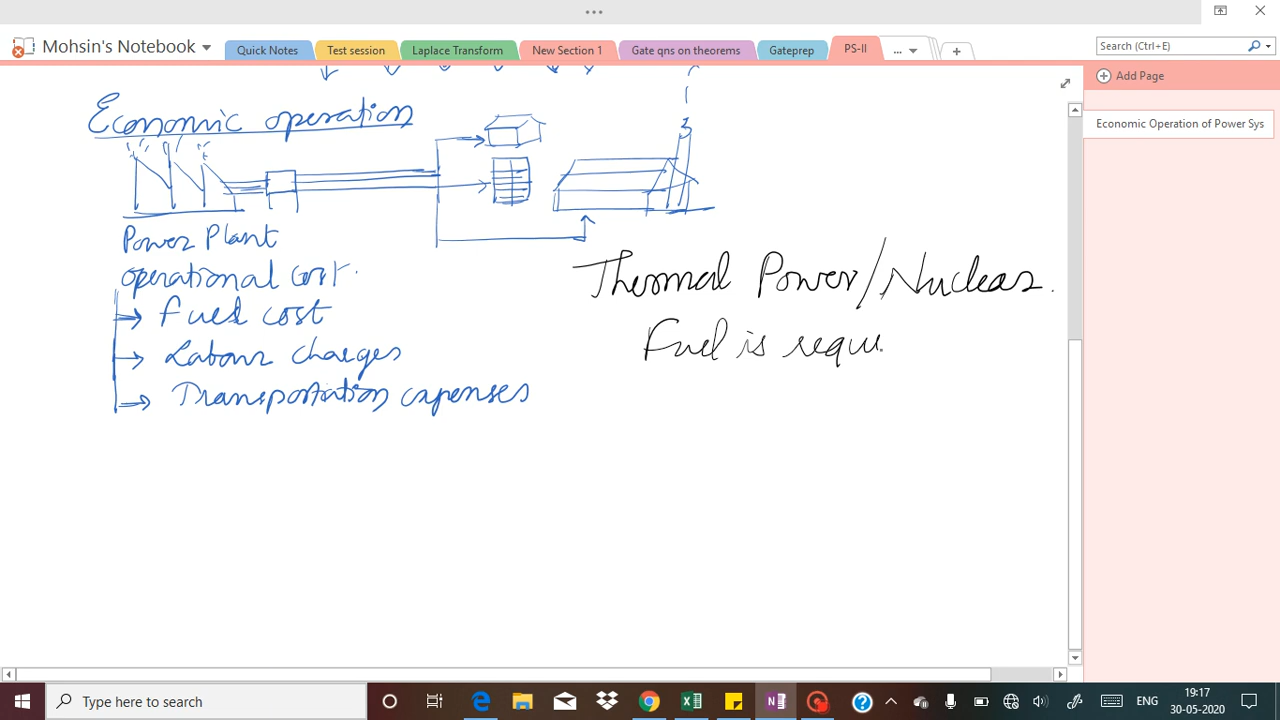 Mohsin's Notebook
Quick Notes
Test session
Laplace Transform
New Section 1
Gate qns on theorems
Gateprep
PS-II
...
+
Search (Ctrl+E)
Add Page
Economic Operation of Power Sys
Economic operation
Power Plant
operational cost
→ Fuel cost
→ Labour charges
→ Transportation expenses
Thermal Power/Nuclear.
Fuel is requi
Type here to search
ENG
19:17
30-05-2020